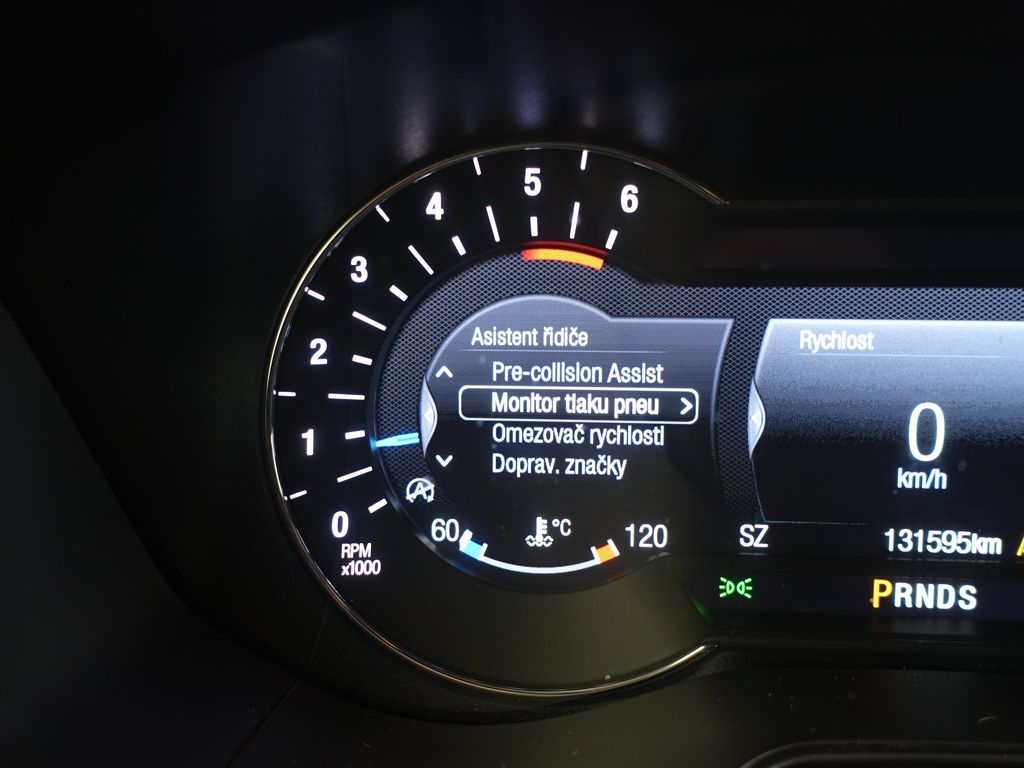 0
1
2
3
4
5
6
RPM
x1000
Asistent řidiče
Pre-collision Assist
Monitor tlaku pneu >
Omezovač rychlosti
Doprav. značky
A
60 °C 120
Rychlost
0
km/h
SZ 131595km
PRNDS